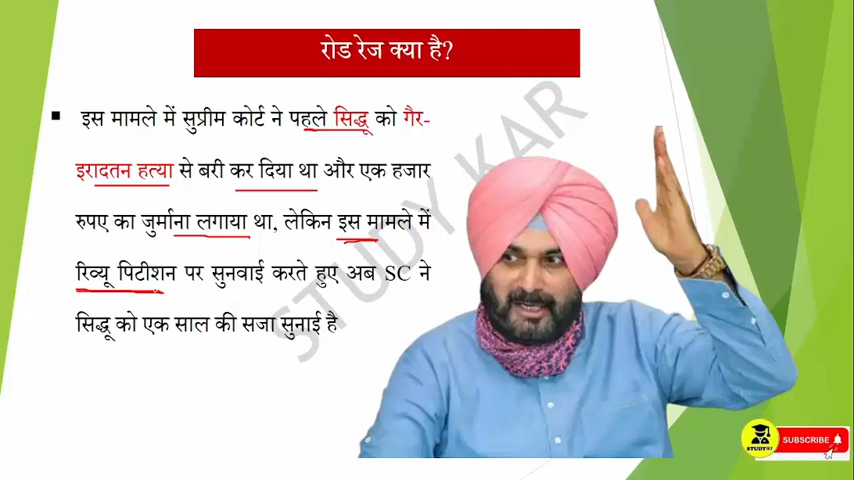 रोड रेज क्या है?
इस मामले में सुप्रीम कोर्ट ने पहले सिद्धू को गैर-
इरादतन हत्या से बरी कर दिया था और एक हजार
रुपए का जुर्माना लगाया था, लेकिन इस मामले में
रिव्यू पिटीशन पर सुनवाई करते हुए अब SC ने
सिद्धू को एक साल की सजा सुनाई है
STUDY KAR
SUBSCRIBE